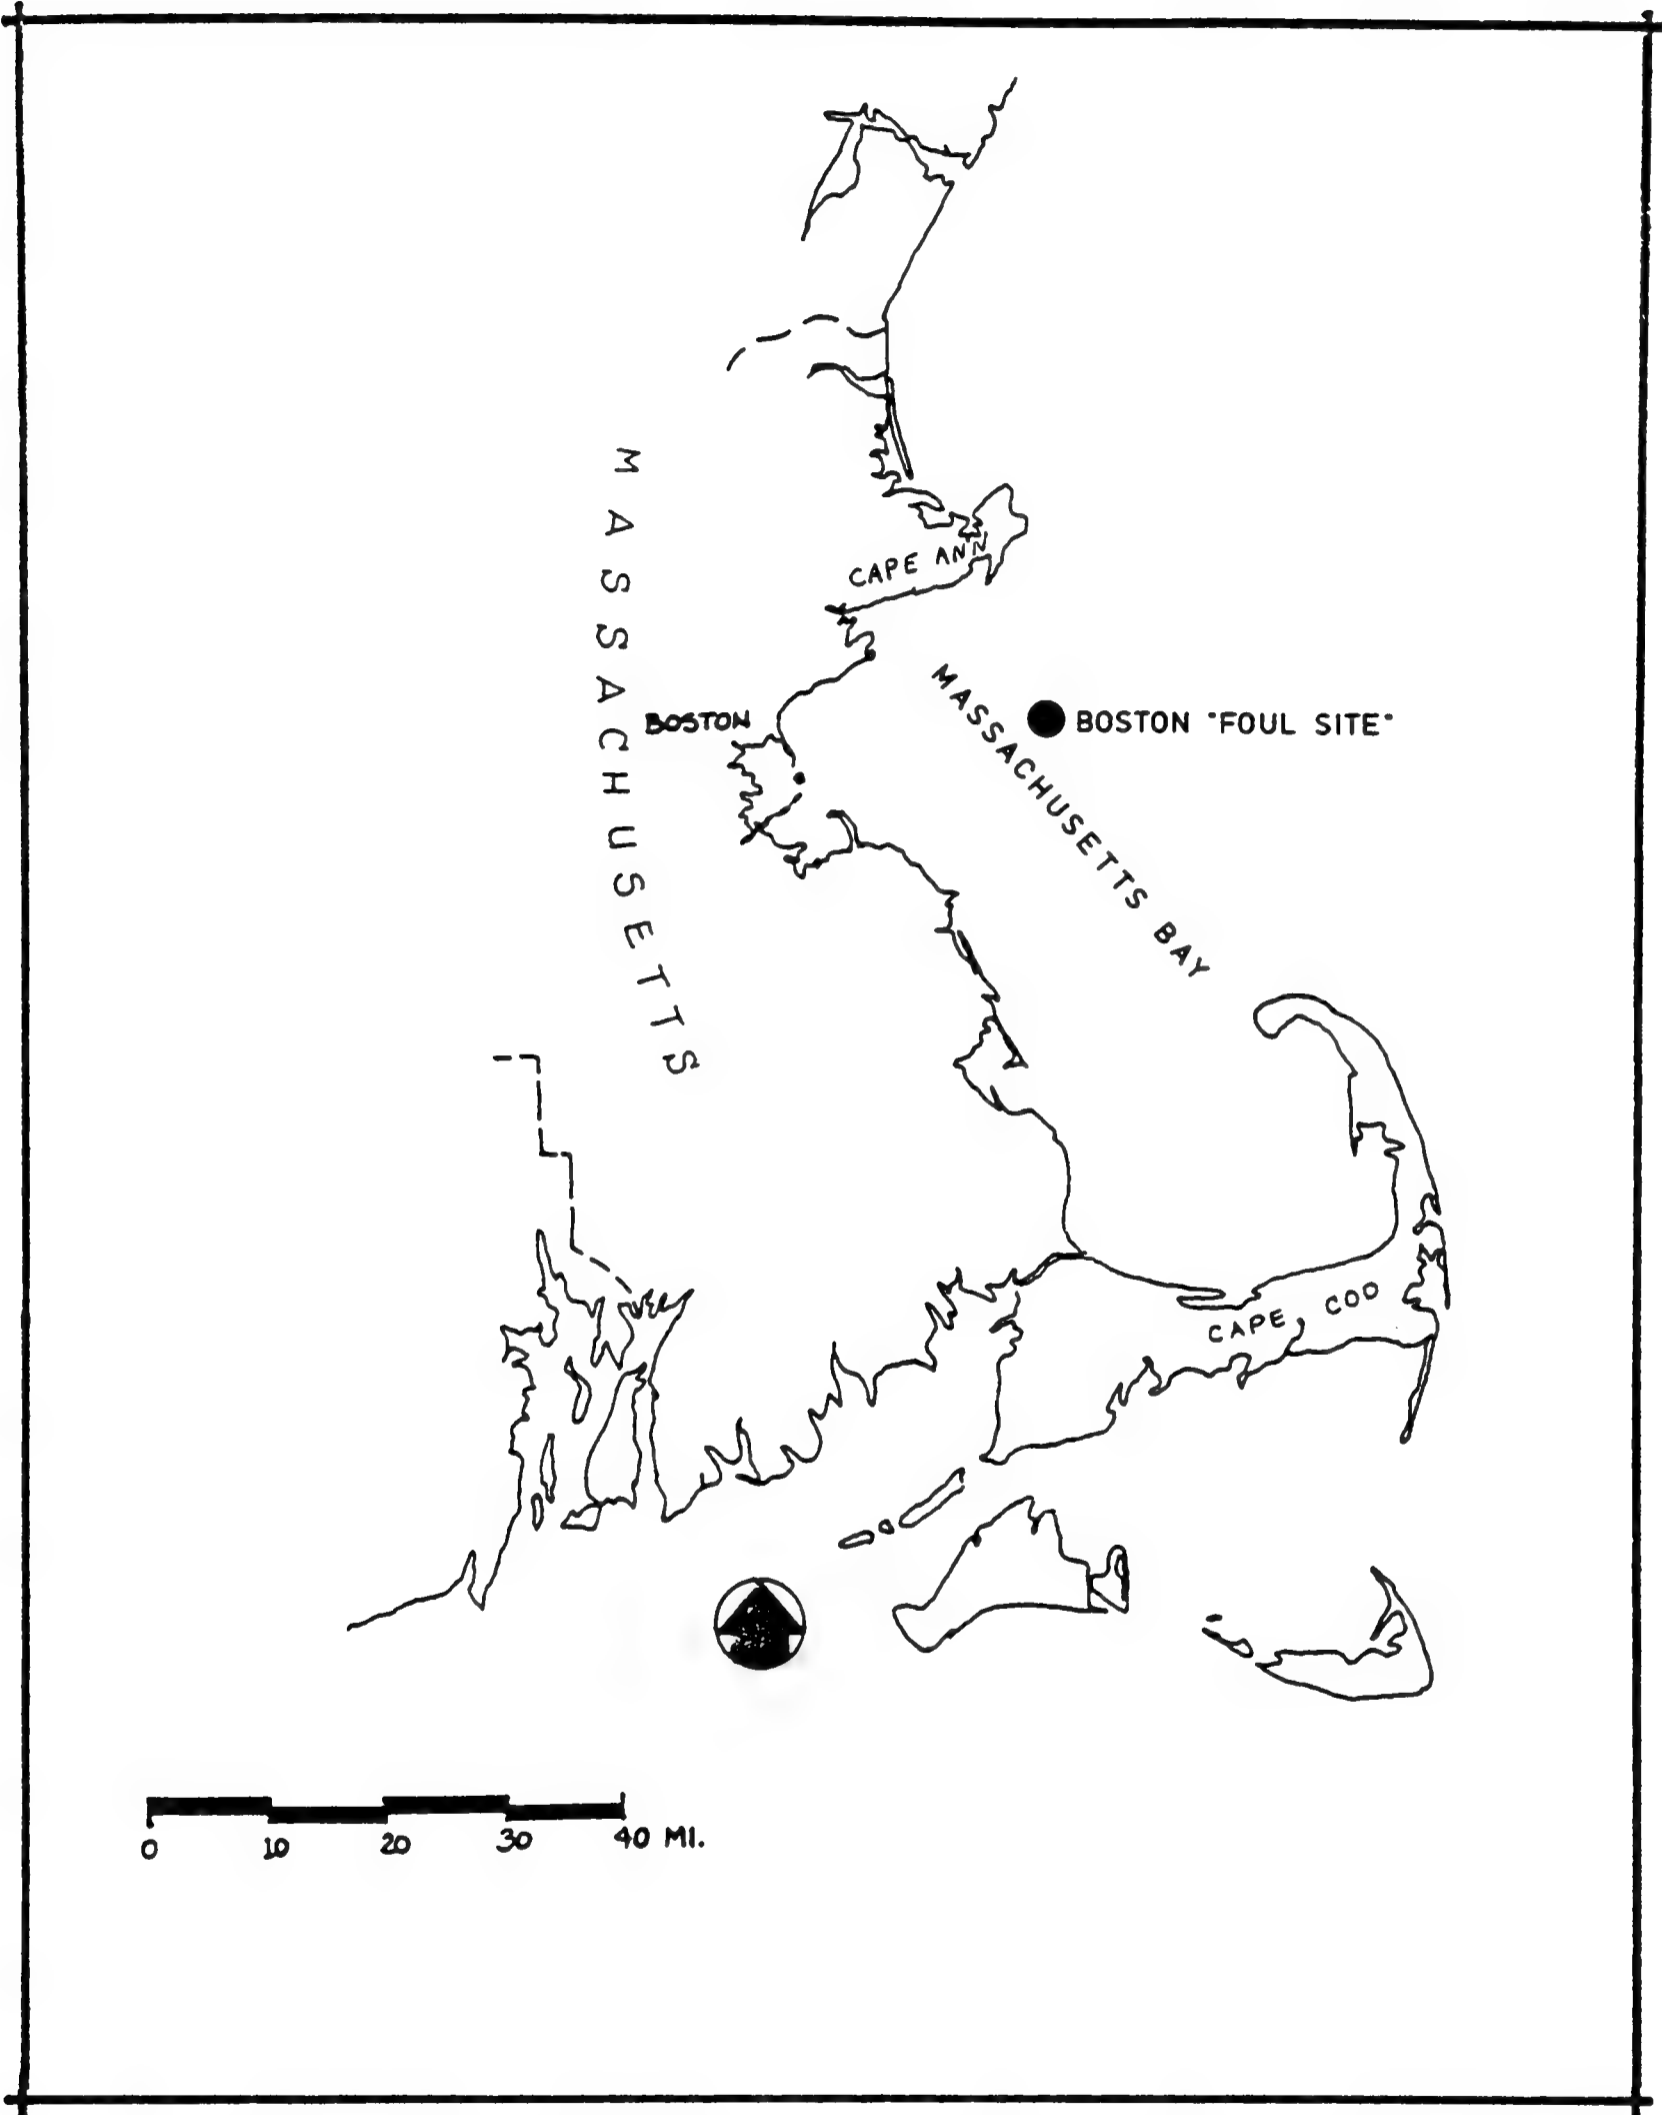 MASSACHUSETTS
CAPE ANN
BOSTON
MASSACHUSETTS BAY
BOSTON "FOUL SITE"
CAPE COD
0 10 20 30 40 MI.